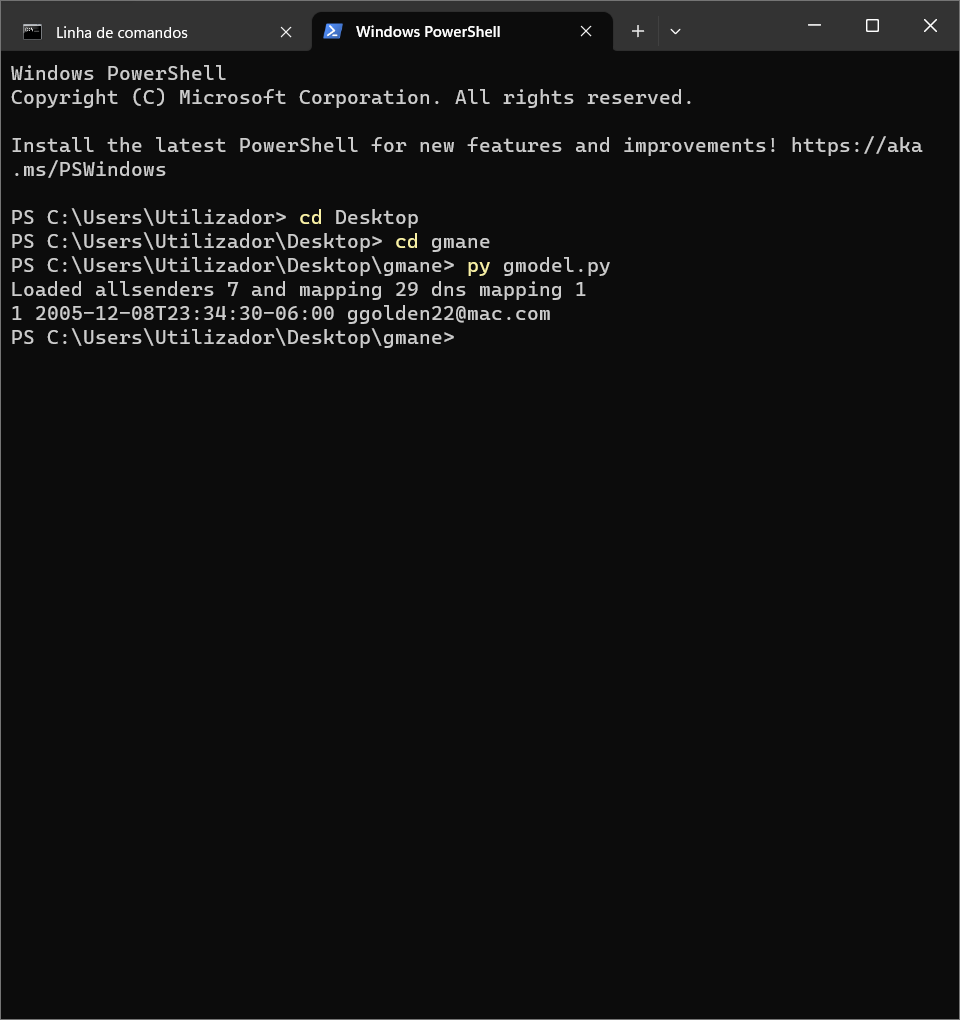 Linha de comandos
Windows PowerShell
Windows PowerShell
Copyright (C) Microsoft Corporation. All rights reserved.
Install the latest PowerShell for new features and improvements! https://aka
.ms/PSWindows
PS C:\Users\Utilizador> cd Desktop
PS C:\Users\Utilizador\Desktop> cd gmane
PS C:\Users\Utilizador\Desktop\gmane> py gmodel.py
Loaded allsenders 7 and mapping 29 dns mapping 1
1 2005-12-08T23:34:30-06:00 ggolden22@mac.com
PS C:\Users\Utilizador\Desktop\gmane>